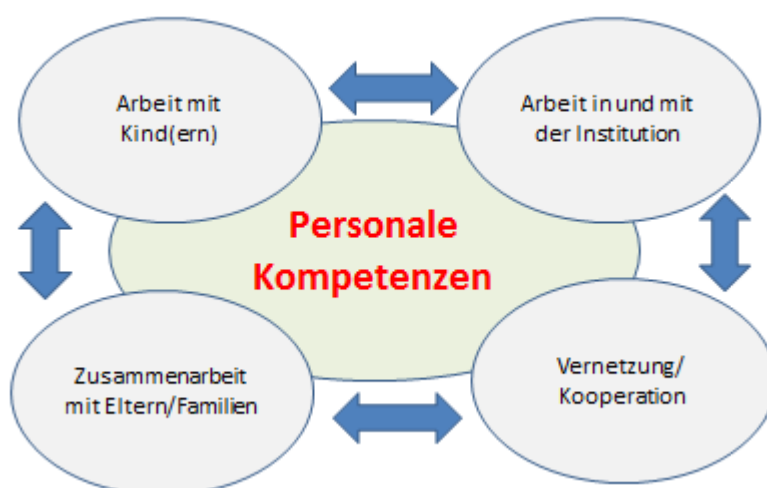 Arbeit mit
Kind(ern)
Arbeit in und mit
der Institution
Personale
Kompetenzen
Zusammenarbeit
mit Eltern/Familien
Vernetzung/
Kooperation